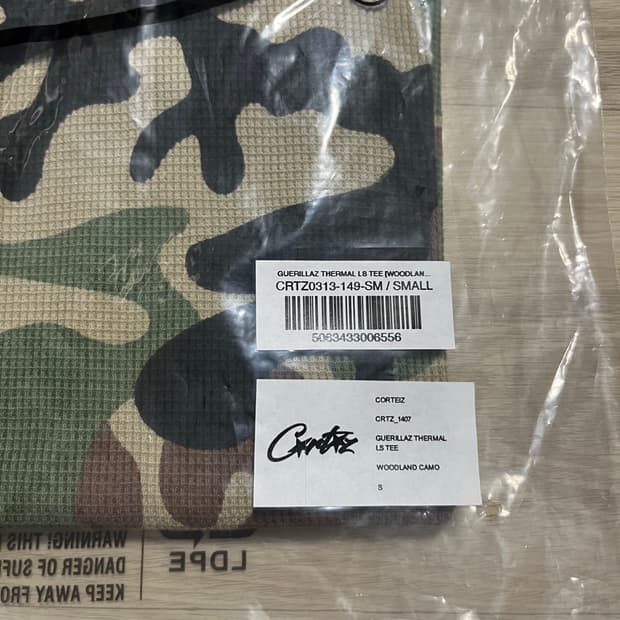 GUERILLAZ THERMAL LS TEE [WOODLAN...
CRTZ0313-149-SM / SMALL
5063433006556
Corteiz
CORTEIZ
CRTZ_1407
GUERILLAZ THERMAL
LS TEE
WOODLAND CAMO
S
WARNING! THIS
DANGER OF SUF
KEEP AWAY FRO
LDPE